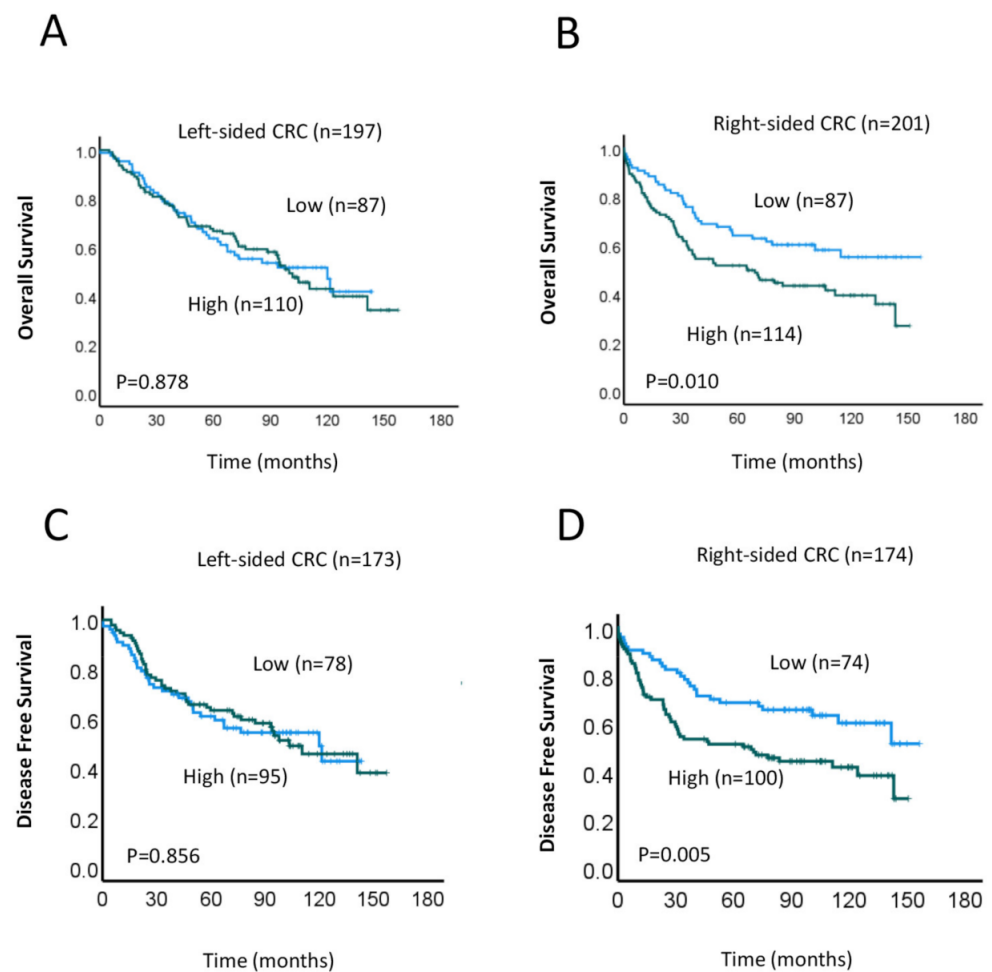 A
Left-sided CRC (n=197)
Overall Survival
1.0
0.8
0.6
0.4
0.2
0.0
Low (n=87)
High (n=110)
P=0.878
0 30 60 90 120 150 180
Time (months)
B
Right-sided CRC (n=201)
Overall Survival
1.0
0.8
0.6
0.4
0.2
0.0
Low (n=87)
High (n=114)
P=0.010
0 30 60 90 120 150 180
Time (months)
C
Left-sided CRC (n=173)
Disease Free Survival
1.0
0.8
0.6
0.4
0.2
0.0
Low (n=78)
High (n=95)
P=0.856
0 30 60 90 120 150 180
Time (months)
D
Right-sided CRC (n=174)
Disease Free Survival
1.0
0.8
0.6
0.4
0.2
0.0
Low (n=74)
High (n=100)
P=0.005
0 30 60 90 120 150 180
Time (months)